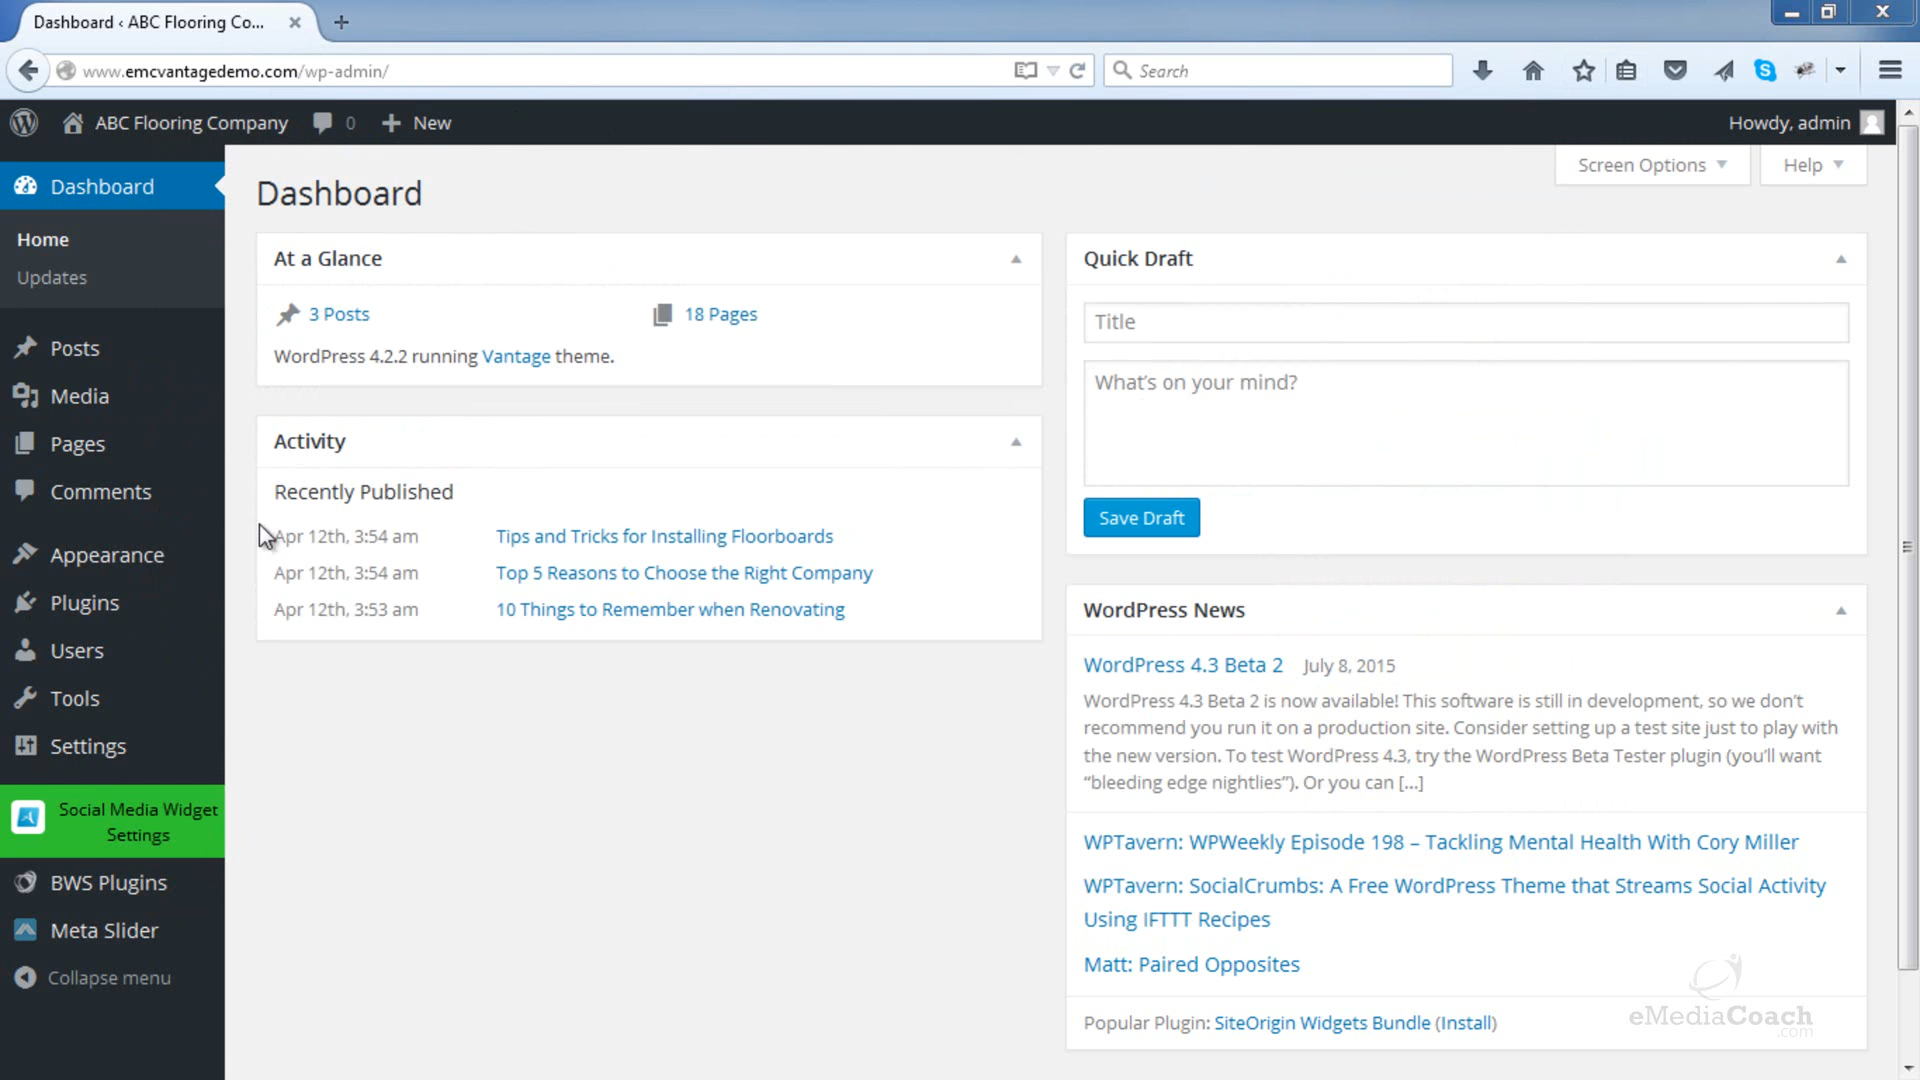 Dashboard ‹ ABC Flooring Co...
www.emcvantagedemo.com/wp-admin/
Search
ABC Flooring Company
0
New
Howdy, admin
Dashboard
Home
Updates
Posts
Media
Pages
Comments
Appearance
Plugins
Users
Tools
Settings
Social Media Widget
Settings
BWS Plugins
Meta Slider
Collapse menu
Screen Options
Help
Dashboard
At a Glance
3 Posts
18 Pages
WordPress 4.2.2 running Vantage theme.
Activity
Recently Published
Apr 12th, 3:54 am Tips and Tricks for Installing Floorboards
Apr 12th, 3:54 am Top 5 Reasons to Choose the Right Company
Apr 12th, 3:53 am 10 Things to Remember when Renovating
Quick Draft
Title
What's on your mind?
Save Draft
WordPress News
WordPress 4.3 Beta 2 July 8, 2015
WordPress 4.3 Beta 2 is now available! This software is still in development, so we don't
recommend you run it on a production site. Consider setting up a test site just to play with
the new version. To test WordPress 4.3, try the WordPress Beta Tester plugin (you'll want
“bleeding edge nightlies”). Or you can [...]
WPTavern: WPWeekly Episode 198 – Tackling Mental Health With Cory Miller
WPTavern: SocialCrumbs: A Free WordPress Theme that Streams Social Activity
Using IFTTT Recipes
Matt: Paired Opposites
Popular Plugin: SiteOrigin Widgets Bundle (Install)
eMediaCoach
.com